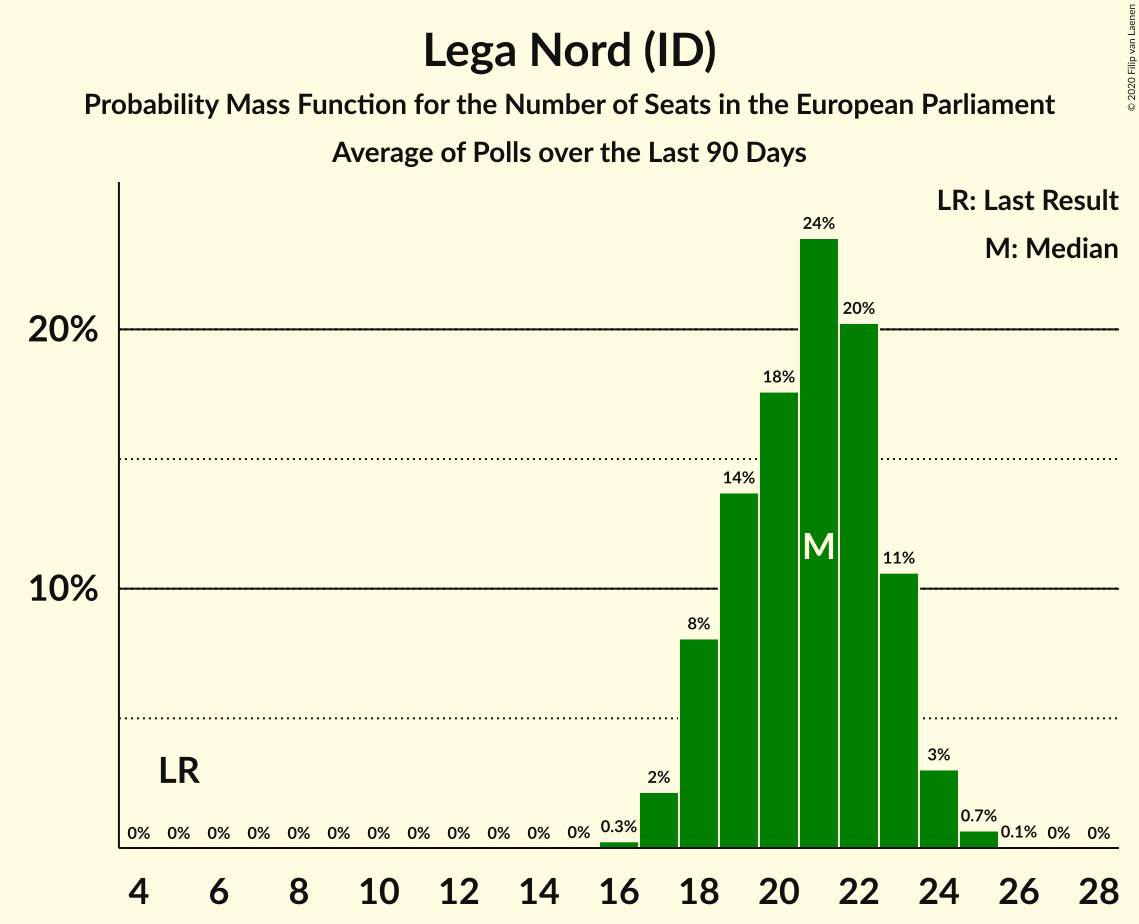 Lega Nord (ID)
Probability Mass Function for the Number of Seats in the European Parliament
Average of Polls over the Last 90 Days
© 2020 Filip van Laenen
LR: Last Result
M: Median
24%
20%
20%
18%
14%
M
11%
10%
8%
LR
3%
2%
0% 0% 0% 0% 0% 0% 0% 0% 0% 0% 0% 0% 0.3% 0.7% 0.1% 0% 0%
4 6 8 10 12 14 16 18 20 22 24 26 28